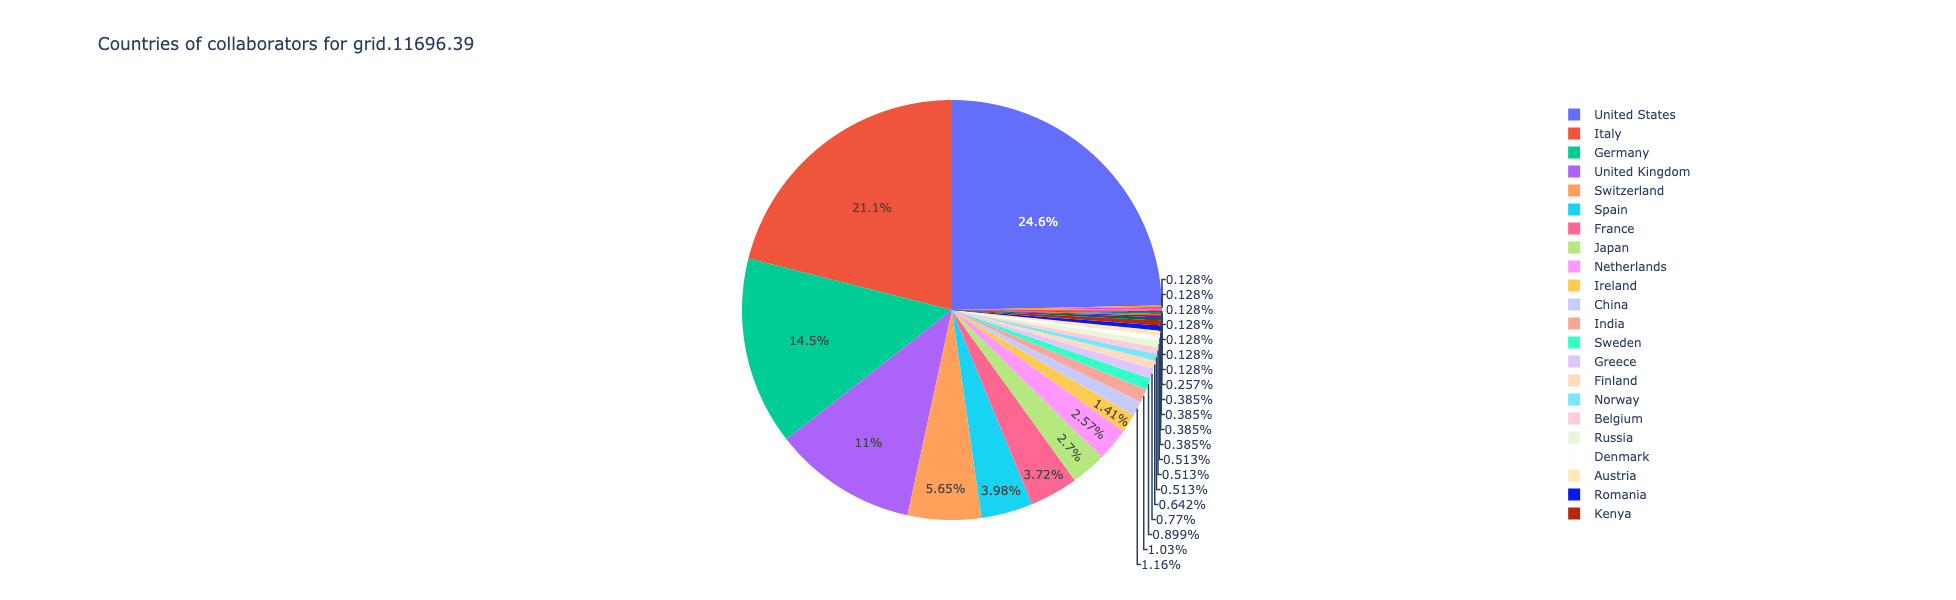 Countries of collaborators for grid.11696.39
24.6%
21.1%
14.5%
11%
5.65%
3.98%
3.72%
2.7%
2.57%
1.41%
0.128%
0.128%
0.128%
0.128%
0.128%
0.128%
0.128%
0.257%
0.385%
0.385%
0.385%
0.385%
0.513%
0.513%
0.513%
0.642%
0.77%
0.899%
1.03%
1.16%
United States
Italy
Germany
United Kingdom
Switzerland
Spain
France
Japan
Netherlands
Ireland
China
India
Sweden
Greece
Finland
Norway
Belgium
Russia
Denmark
Austria
Romania
Kenya